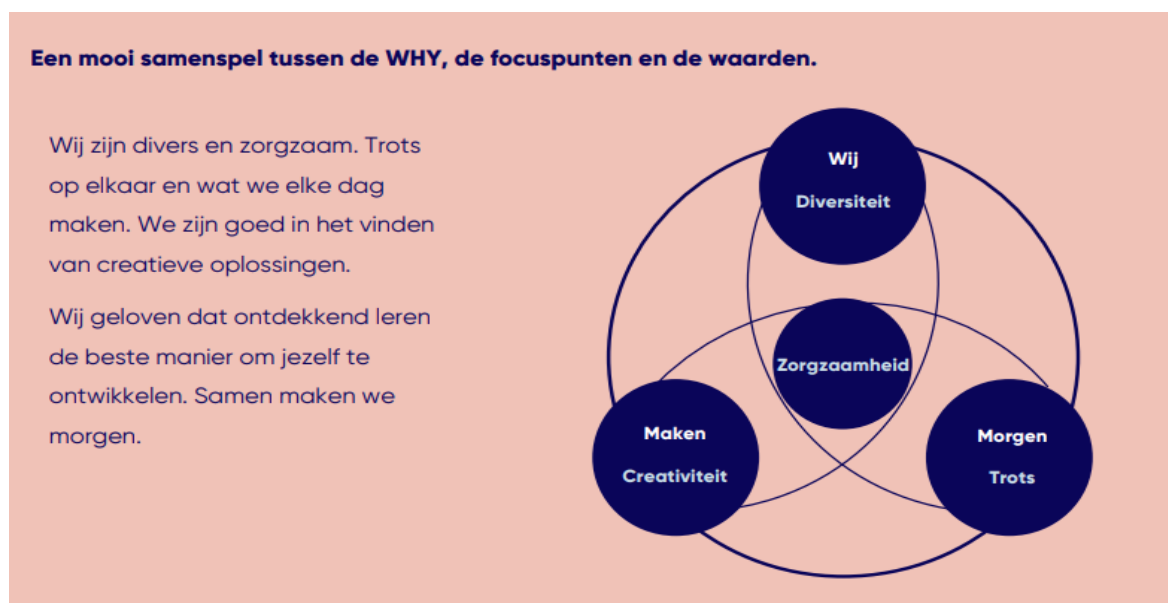 Een mooi samenspel tussen de WHY, de focuspunten en de waarden.
Wij zijn divers en zorgzaam. Trots
op elkaar en wat we elke dag
maken. We zijn goed in het vinden
van creatieve oplossingen.
Wij geloven dat ontdekkend leren
de beste manier om jezelf te
ontwikkelen. Samen maken we
morgen.
Wij
Diversiteit
Zorgzaamheid
Maken
Creativiteit
Morgen
Trots